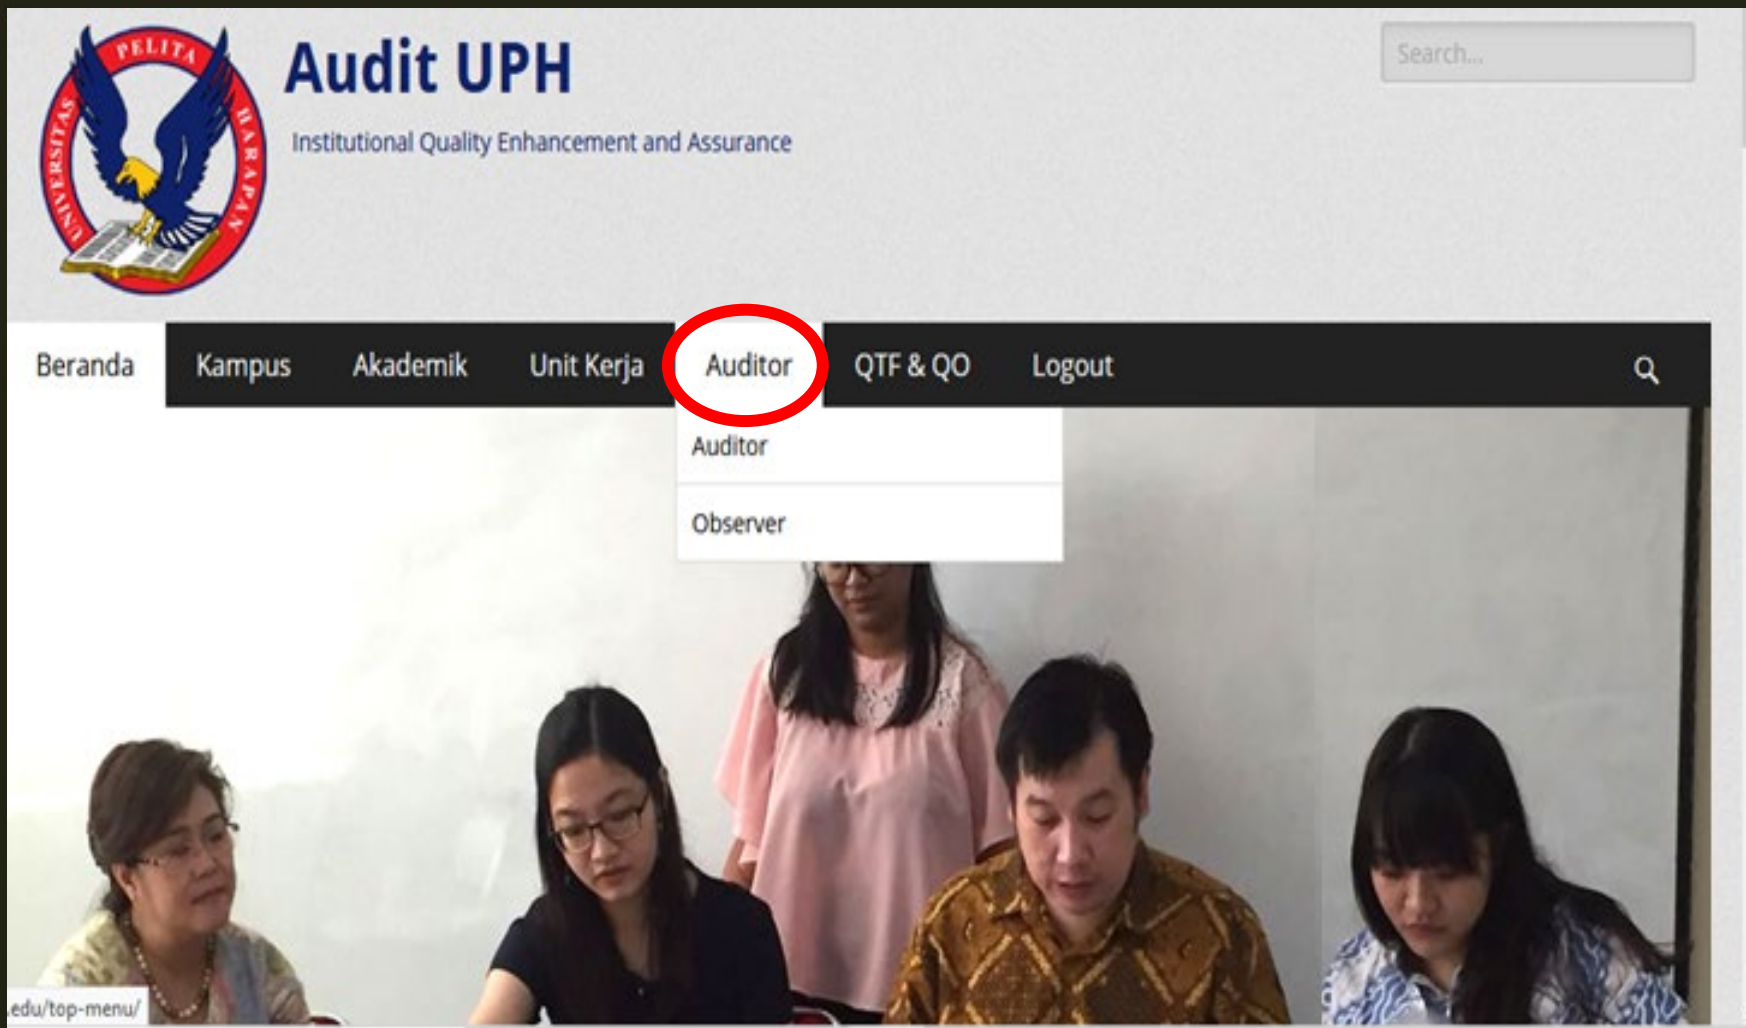 UNIVERSITAS PELITA HARAPAN
Audit UPH
Search...
Institutional Quality Enhancement and Assurance
Beranda Kampus Akademik Unit Kerja Auditor QTF & QO Logout
Auditor
Observer
.edu/top-menu/